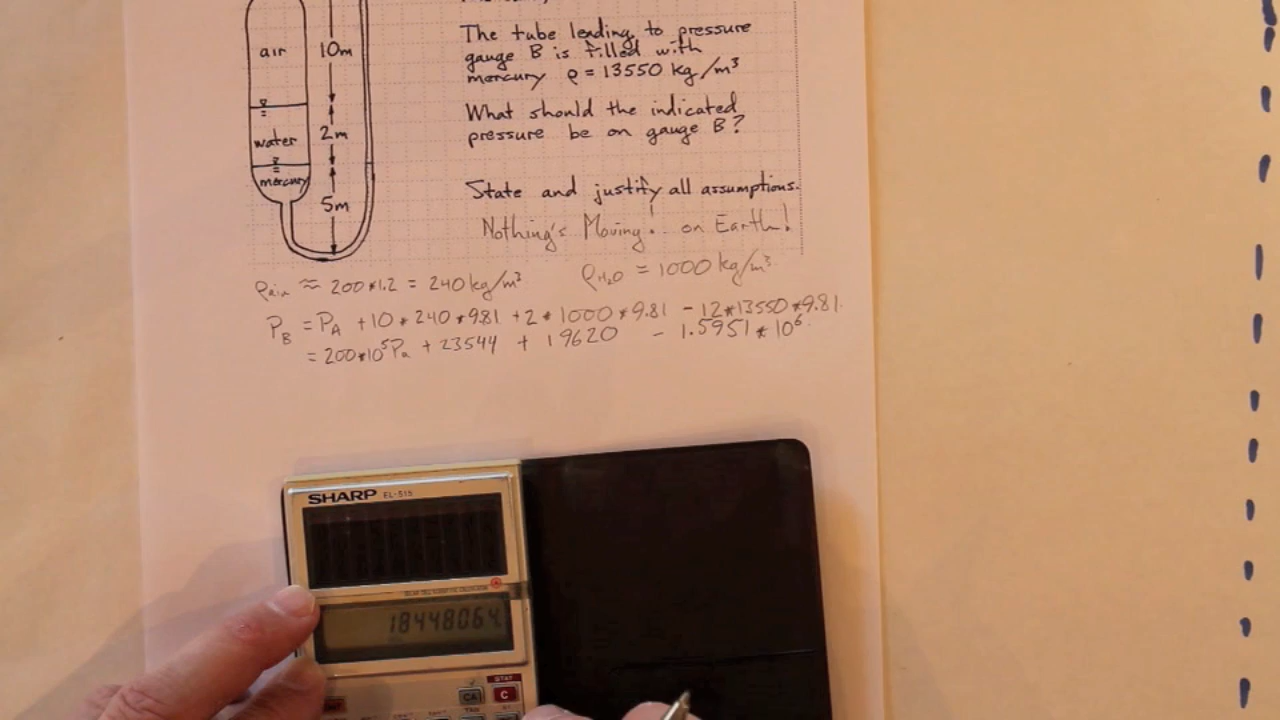 The tube leading to pressure
gauge B is filled with
mercury ρ = 13550 kg/m³
What should the indicated
pressure be on gauge B?
State and justify all assumptions.
Nothing's Moving! on Earth!
air
10m
water
2m
mercury
5m
ρair ≈ 200*1.2 = 240 kg/m³
ρH₂O = 1000 kg/m³
PB = PA + 10 * 240 * 9.81 + 2 * 1000 * 9.81 - 12*13550*9.81
= 200*10⁵Pa + 23544 + 19620 - 1.5951*10⁶
SHARP EL-515
18448064.
STAT
CA
C